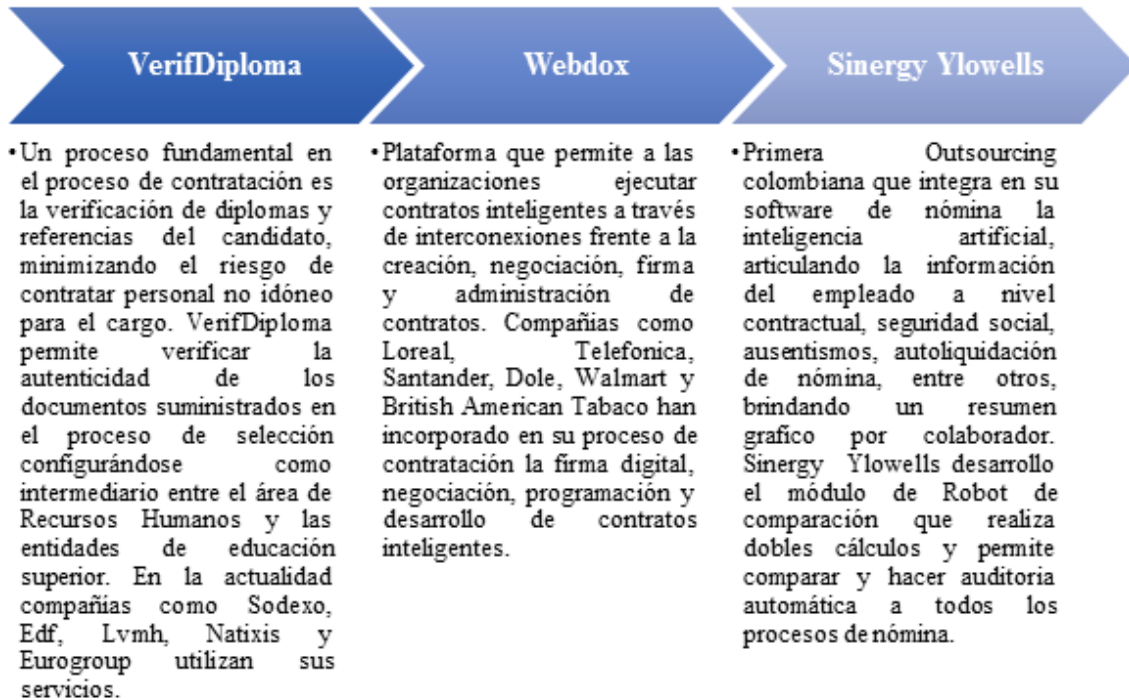 VerifDiploma
•Un proceso fundamental en
el proceso de contratación es
la verificación de diplomas y
referencias del candidato,
minimizando el riesgo de
contratar personal no idóneo
para el cargo. VerifDiploma
permite verificar la
autenticidad de los
documentos suministrados en
el proceso de selección
configurándose como
intermediario entre el área de
Recursos Humanos y las
entidades de educación
superior. En la actualidad
compañías como Sodexo,
Edf, Lvmh, Natixis y
Eurogroup utilizan sus
servicios.
Webdox
•Plataforma que permite a las
organizaciones ejecutar
contratos inteligentes a través
de interconexiones frente a la
creación, negociación, firma
y administración de
contratos. Compañias como
Loreal, Telefonica,
Santander, Dole, Walmart y
British American Tabaco han
incorporado en su proceso de
contratación la firma digital,
negociación, programación y
desarrollo de contratos
inteligentes.
Sinergy Ylowells
•Primera Outsourcing
colombiana que integra en su
software de nómina la
inteligencia artificial,
articulando la información
del empleado a nivel
contractual, seguridad social,
ausentismos, autoliquidación
de nómina, entre otros,
brindando un resumen
grafico por colaborador.
Sinergy Ylowells desarrollo
el módulo de Robot de
comparación que realiza
dobles cálculos y permite
comparar y hacer auditoria
automática a todos los
procesos de nómina.